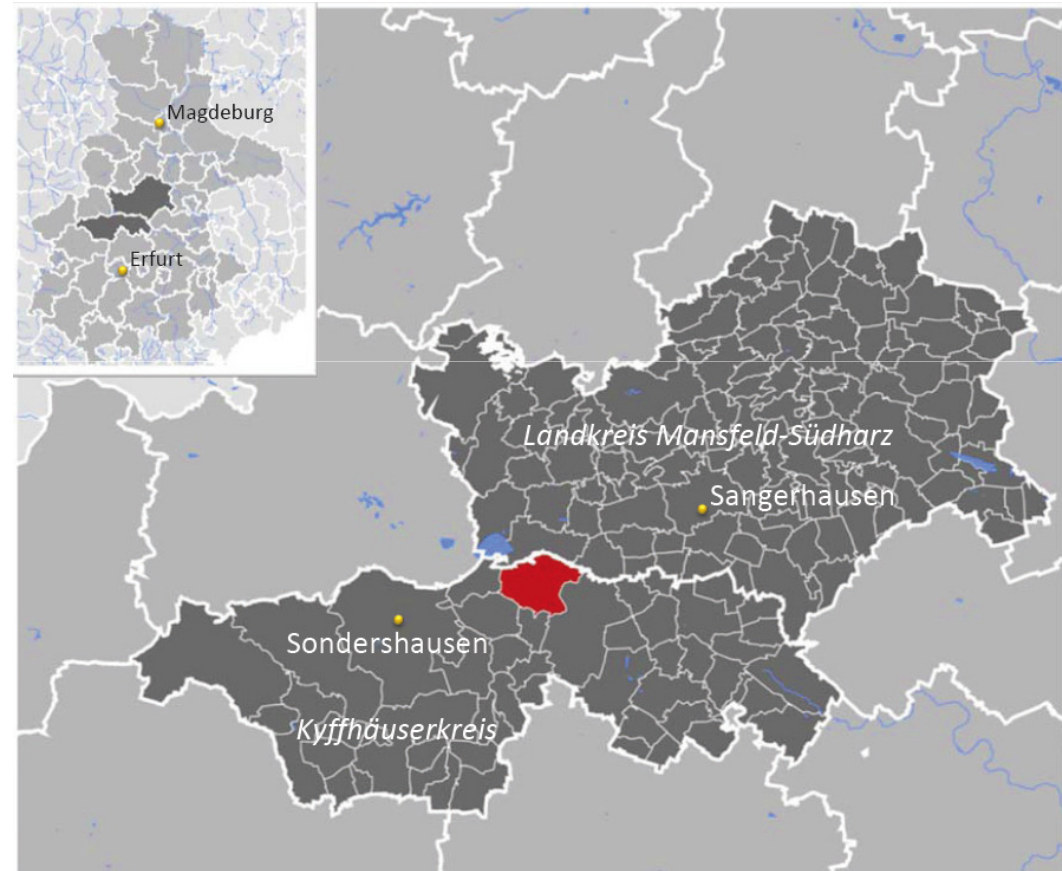 Magdeburg
Erfurt
Landkreis Mansfeld-Südharz
Sangerhausen
Sondershausen
Kyffhäuserkreis